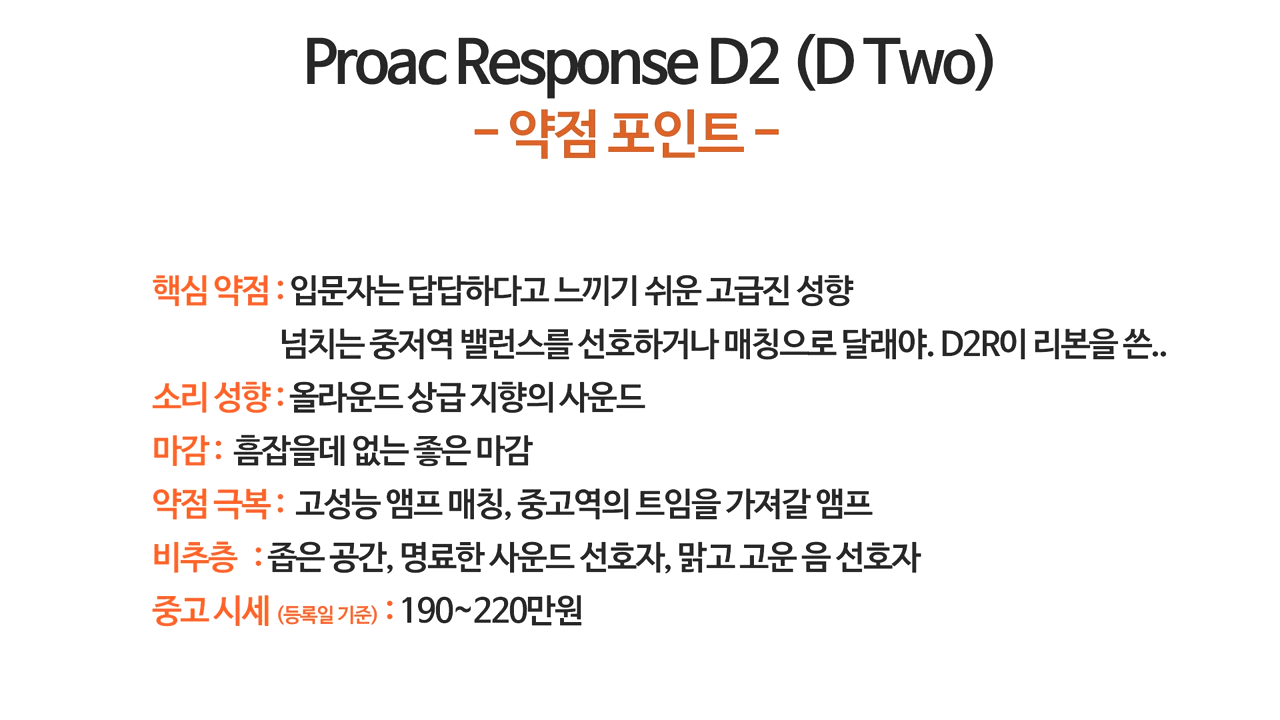 Proac Response D2 (D Two)
- 약점 포인트 -
핵심 약점 : 입문자는 답답하다고 느끼기 쉬운 고급진 성향
넘치는 중저역 밸런스를 선호하거나 매칭으로 달래야. D2R이 리본을 쓴..
소리 성향 : 올라운드 상급 지향의 사운드
마감 : 흠잡을데 없는 좋은 마감
약점 극복 : 고성능 앰프 매칭, 중고역의 트임을 가져갈 앰프
비추층 : 좁은 공간, 명료한 사운드 선호자, 맑고 고운 음 선호자
중고 시세 (등록일 기준) : 190~220만원